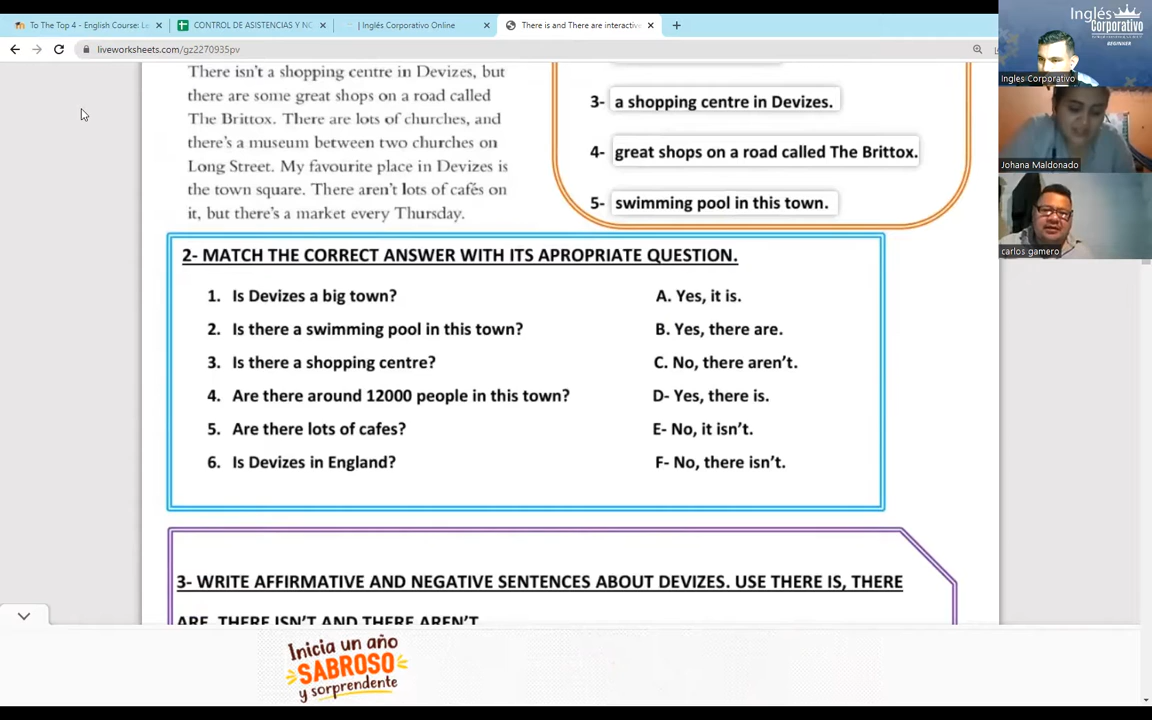 To The Top 4 - English Course: Le
CONTROL DE ASISTENCIAS Y NO
| Inglés Corporativo Online
There is and There are interactive
liveworksheets.com/gz2270935pv
Inglés
Corporativo
BEGINNER
Ingles Corporativo
Johana Maldonado
carlos gamero
There isn't a shopping centre in Devizes, but
there are some great shops on a road called
The Brittox. There are lots of churches, and
there's a museum between two churches on
Long Street. My favourite place in Devizes is
the town square. There aren't lots of cafés on
it, but there's a market every Thursday.
3- a shopping centre in Devizes.
4- great shops on a road called The Brittox.
5- swimming pool in this town.
2- MATCH THE CORRECT ANSWER WITH ITS APROPRIATE QUESTION.
1. Is Devizes a big town? A. Yes, it is.
2. Is there a swimming pool in this town? B. Yes, there are.
3. Is there a shopping centre? C. No, there aren't.
4. Are there around 12000 people in this town? D- Yes, there is.
5. Are there lots of cafes? E- No, it isn't.
6. Is Devizes in England? F- No, there isn't.
3- WRITE AFFIRMATIVE AND NEGATIVE SENTENCES ABOUT DEVIZES. USE THERE IS, THERE
ARE, THERE ISN'T AND THERE AREN'T
Inicia un año
SABROSO
y sorprendente